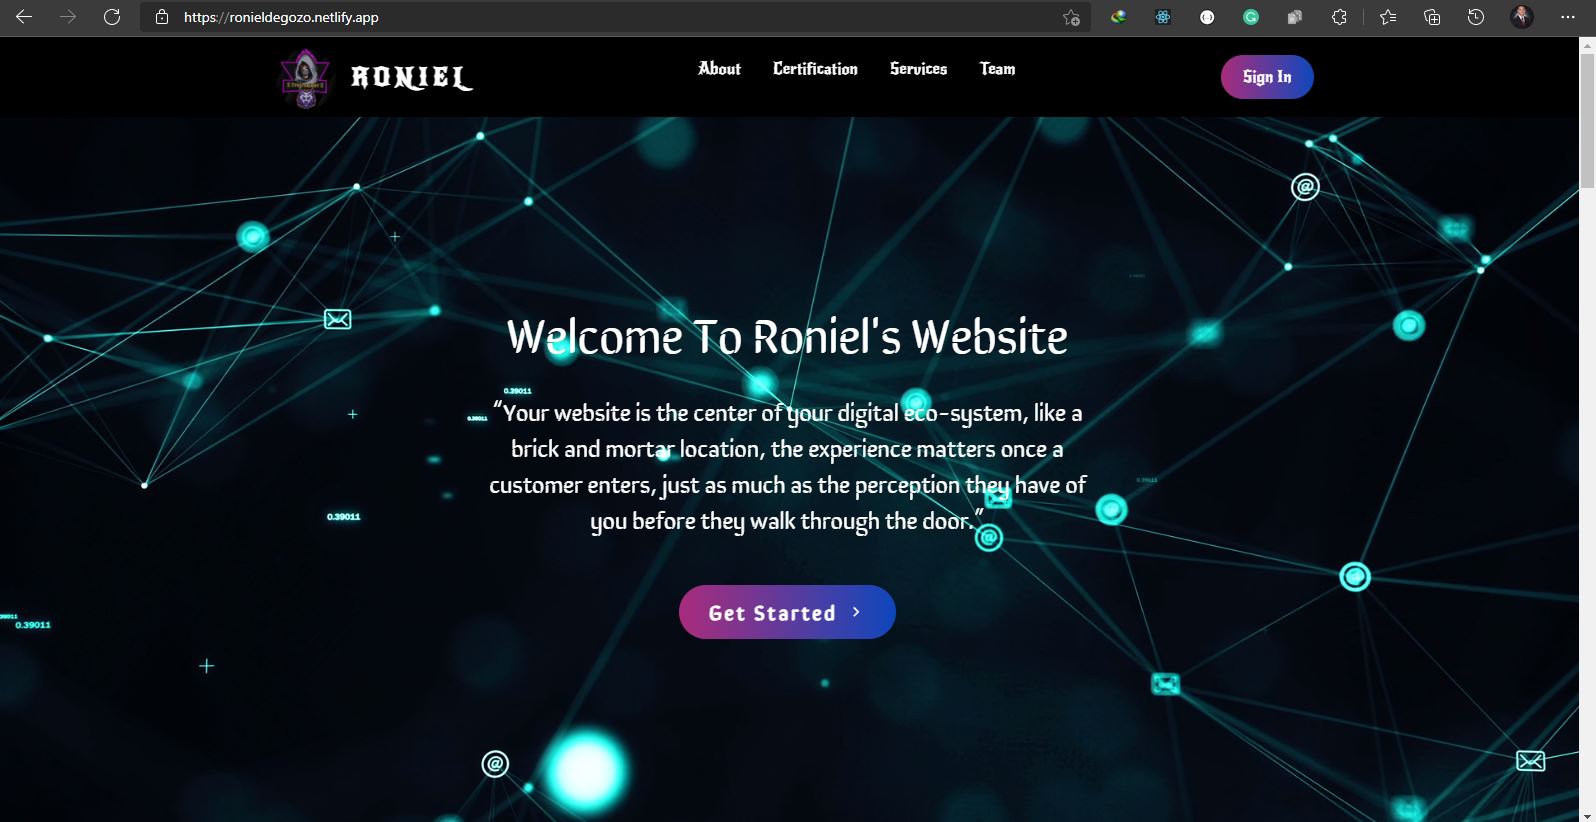 https://ronieldegozo.netlify.app
RONIEL
About
Certification
Services
Team
Sign In
Welcome To Roniel's Website
0.39011
0.39011
“Your website is the center of your digital eco-system, like a
brick and mortar location, the experience matters once a
customer enters, just as much as the perception they have of
you before they walk through the door.”
0.39011
Get Started
0.39011